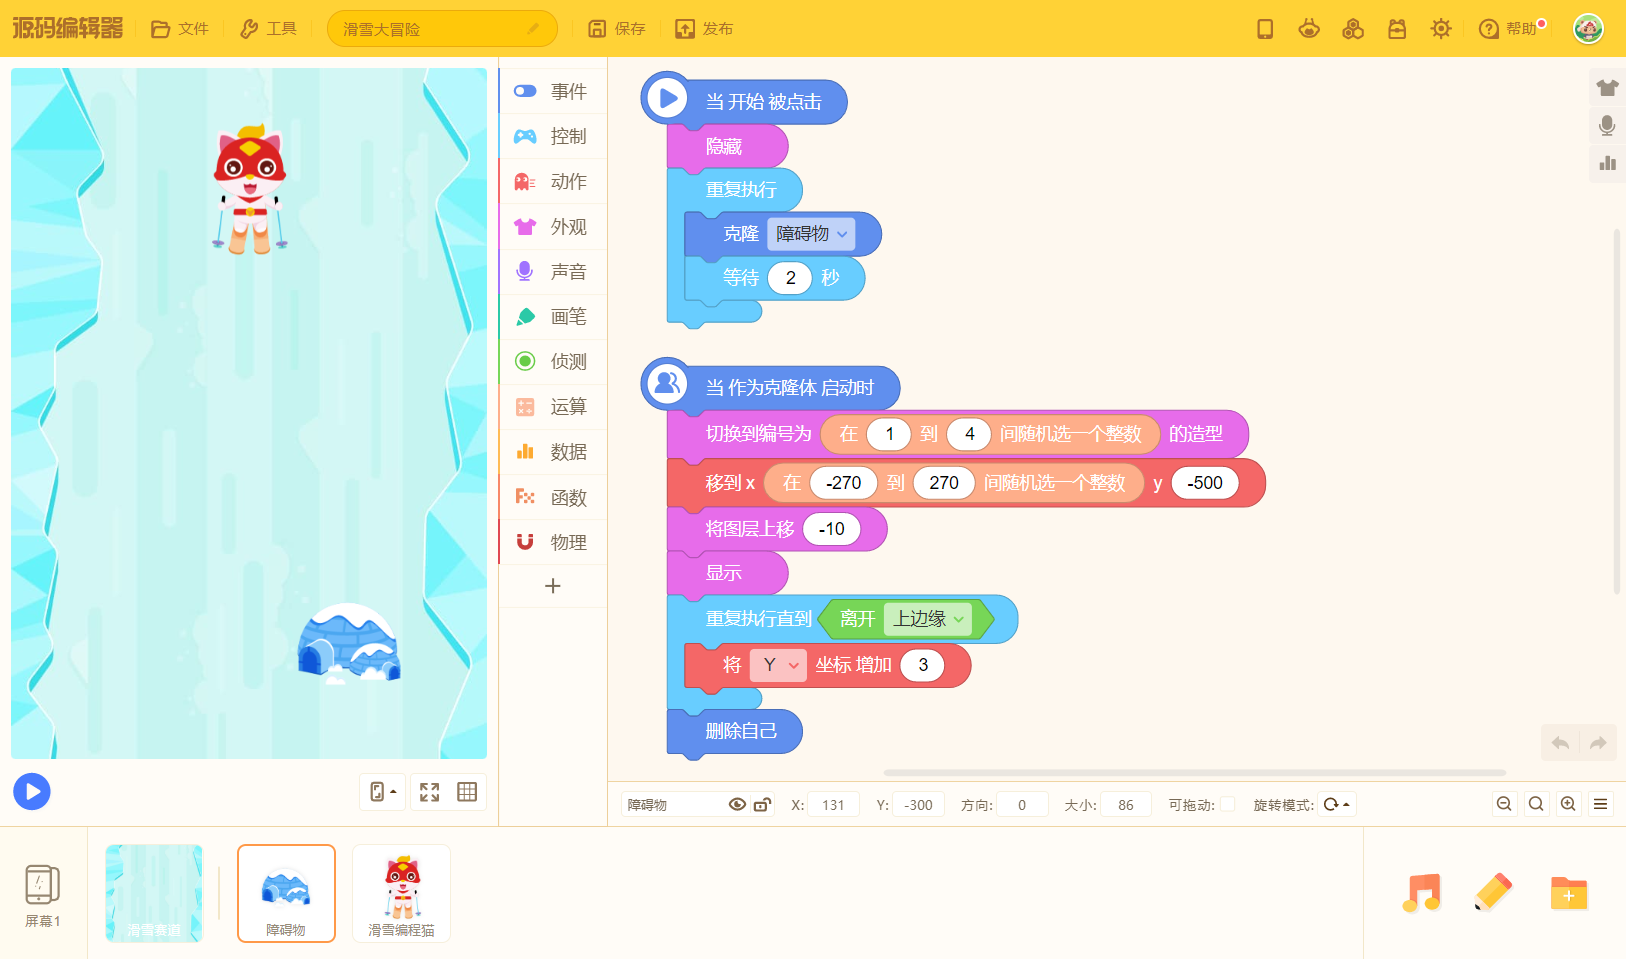 源码编辑器 文件 工具 滑雪大冒险 保存 发布 帮助
事件
控制
动作
外观
声音
画笔
侦测
运算
数据
函数
物理
当 开始 被点击
隐藏
重复执行
克隆 障碍物
等待 2 秒
当 作为克隆体 启动时
切换到编号为 在 1 到 4 间随机选一个整数 的造型
移到 x 在 -270 到 270 间随机选一个整数 y -500
将图层上移 -10
显示
重复执行直到 离开 上边缘
将 Y 坐标 增加 3
删除自己
障碍物 X: 131 Y: -300 方向: 0 大小: 86 可拖动: 旋转模式:
屏幕1
滑雪赛道
障碍物
滑雪编程猫